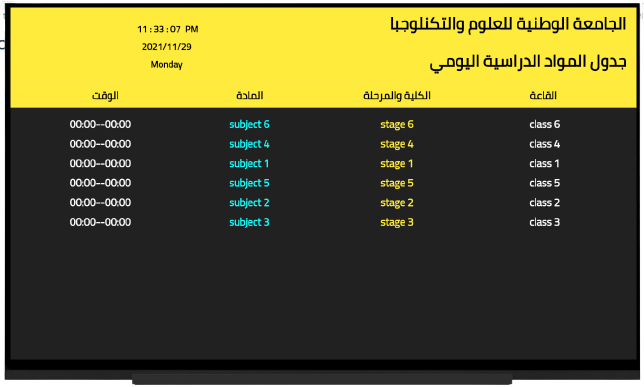 الجامعة الوطنية للعلوم والتكنلوجيا
جدول المواد الدراسية اليومي
11 : 33 : 07 PM
2021/11/29
Monday
القاعة الكلية والمرحلة المادة الوقت
class 6 stage 6 subject 6 00:00--00:00
class 4 stage 4 subject 4 00:00--00:00
class 1 stage 1 subject 1 00:00--00:00
class 5 stage 5 subject 5 00:00--00:00
class 2 stage 2 subject 2 00:00--00:00
class 3 stage 3 subject 3 00:00--00:00